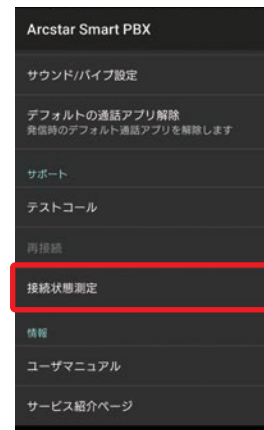 Arcstar Smart PBX
サウンド/バイブ設定
デフォルトの通話アプリ解除
発信時のデフォルト通話アプリを解除します
サポート
テストコール
再接続
接続状態測定
情報
ユーザマニュアル
サービス紹介ページ